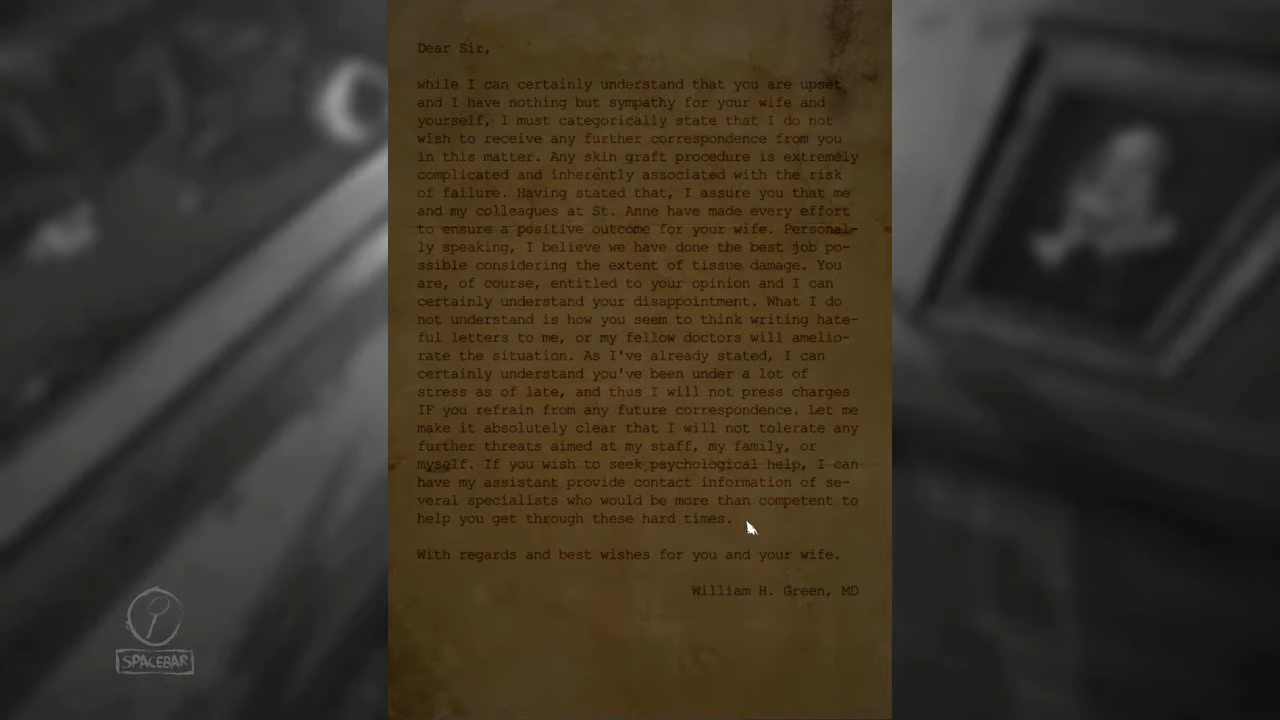 Dear Sir,
while I can certainly understand that you are upset
and I have nothing but sympathy for your wife and
yourself, I must categorically state that I do not
wish to receive any further correspondence from you
in this matter. Any skin graft procedure is extremely
complicated and inherently associated with the risk
of failure. Having stated that, I assure you that me
and my colleagues at St. Anne have made every effort
to ensure a positive outcome for your wife. Personal-
ly speaking, I believe we have done the best job po-
ssible considering the extent of tissue damage. You
are, of course, entitled to your opinion and I can
certainly understand your disappointment. What I do
not understand is how you seem to think writing hate-
ful letters to me, or my fellow doctors will amelio-
rate the situation. As I've already stated, I can
certainly understand you've been under a lot of
stress as of late, and thus I will not press charges
IF you refrain from any future correspondence. Let me
make it absolutely clear that I will not tolerate any
further threats aimed at my staff, my family, or
myself. If you wish to seek psychological help, I can
have my assistant provide contact information of se-
veral specialists who would be more than competent to
help you get through these hard times.
With regards and best wishes for you and your wife.
William H. Green, MD
SPACEBAR